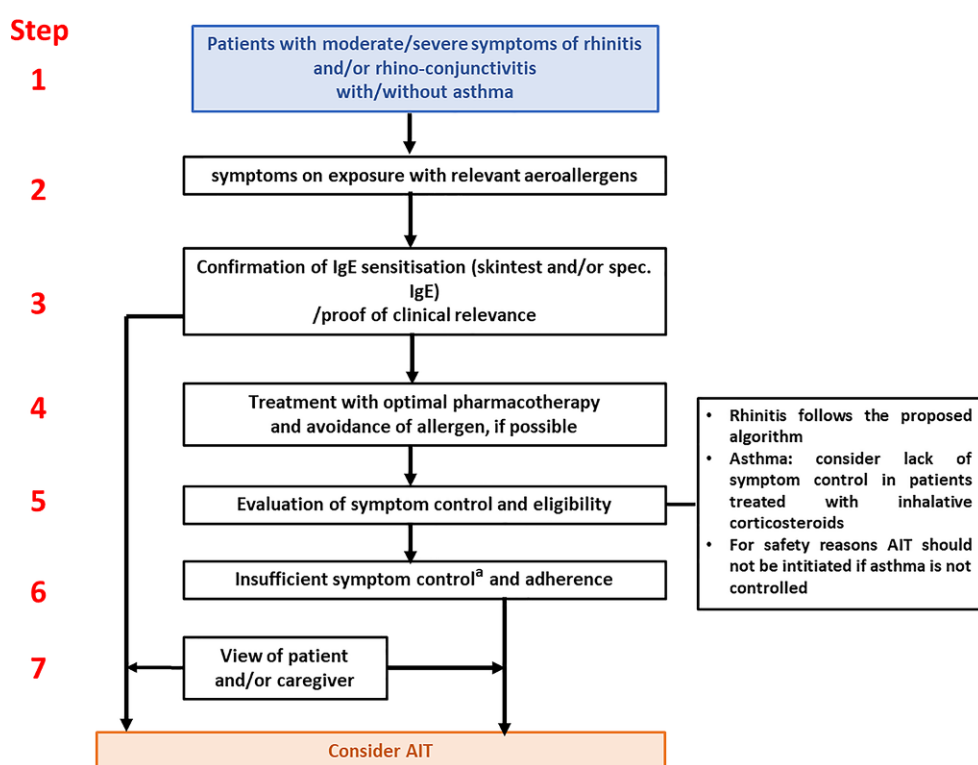 Step
1
Patients with moderate/severe symptoms of rhinitis
and/or rhino-conjunctivitis
with/without asthma
2
symptoms on exposure with relevant aeroallergens
3
Confirmation of IgE sensitisation (skintest and/or spec.
IgE)
/proof of clinical relevance
4
Treatment with optimal pharmacotherapy
and avoidance of allergen, if possible
5
Evaluation of symptom control and eligibility
• Rhinitis follows the proposed
algorithm
• Asthma: consider lack of
symptom control in patients
treated with inhalative
corticosteroids
• For safety reasons AIT should
not be intitiated if asthma is not
controlled
6
Insufficient symptom controlᵃ and adherence
7
View of patient
and/or caregiver
Consider AIT